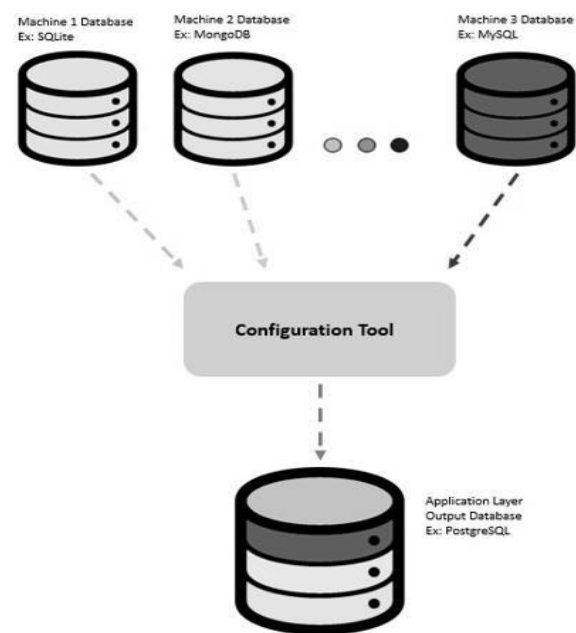 Machine 1 Database
Ex: SQLite
Machine 2 Database
Ex: MongoDB
Machine 3 Database
Ex: MySQL
Configuration Tool
Application Layer
Output Database
Ex: PostgreSQL